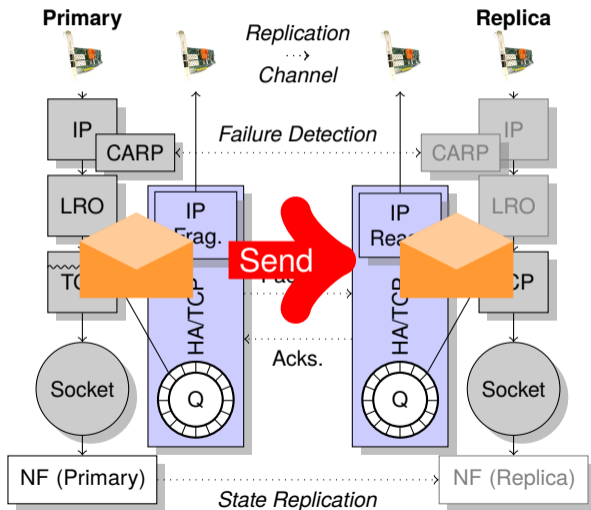 Primary
Replication
Channel
Replica
IP
CARP
Failure Detection
CARP
IP
LRO
IP
Frag.
Send
IP
LRO
HA/TCP
HA/TCP
Acks.
Socket
Q
Q
Socket
NF (Primary)
NF (Replica)
State Replication